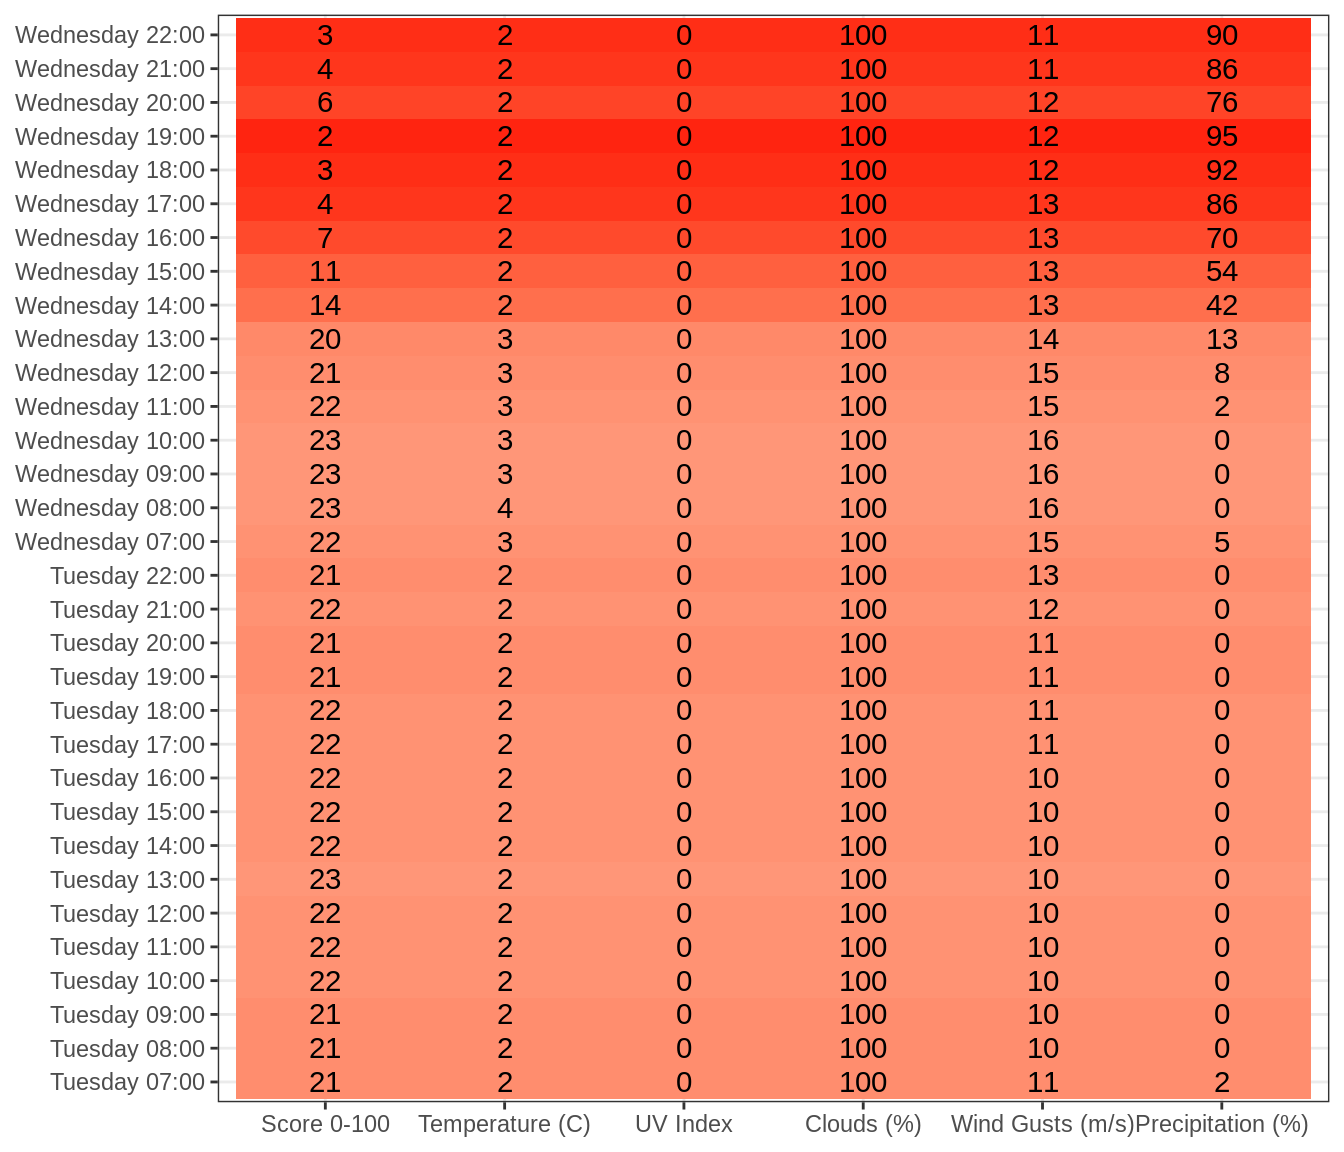 Wednesday 22:00 3 2 0 100 11 90
Wednesday 21:00 4 2 0 100 11 86
Wednesday 20:00 6 2 0 100 12 76
Wednesday 19:00 2 2 0 100 12 95
Wednesday 18:00 3 2 0 100 12 92
Wednesday 17:00 4 2 0 100 13 86
Wednesday 16:00 7 2 0 100 13 70
Wednesday 15:00 11 2 0 100 13 54
Wednesday 14:00 14 2 0 100 13 42
Wednesday 13:00 20 3 0 100 14 13
Wednesday 12:00 21 3 0 100 15 8
Wednesday 11:00 22 3 0 100 15 2
Wednesday 10:00 23 3 0 100 16 0
Wednesday 09:00 23 3 0 100 16 0
Wednesday 08:00 23 4 0 100 16 0
Wednesday 07:00 22 3 0 100 15 5
Tuesday 22:00 21 2 0 100 13 0
Tuesday 21:00 22 2 0 100 12 0
Tuesday 20:00 21 2 0 100 11 0
Tuesday 19:00 21 2 0 100 11 0
Tuesday 18:00 22 2 0 100 11 0
Tuesday 17:00 22 2 0 100 11 0
Tuesday 16:00 22 2 0 100 10 0
Tuesday 15:00 22 2 0 100 10 0
Tuesday 14:00 22 2 0 100 10 0
Tuesday 13:00 23 2 0 100 10 0
Tuesday 12:00 22 2 0 100 10 0
Tuesday 11:00 22 2 0 100 10 0
Tuesday 10:00 22 2 0 100 10 0
Tuesday 09:00 21 2 0 100 10 0
Tuesday 08:00 21 2 0 100 10 0
Tuesday 07:00 21 2 0 100 11 2
Score 0-100 Temperature (C) UV Index Clouds (%) Wind Gusts (m/s) Precipitation (%)